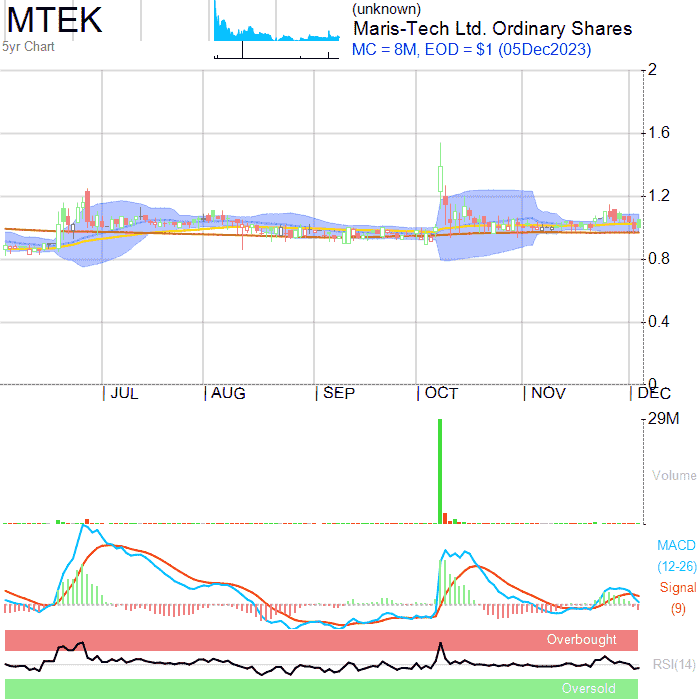 MTEK
5yr Chart
(unknown)
Maris-Tech Ltd. Ordinary Shares
MC = 8M, EOD = $1 (05Dec2023)
2
1.6
1.2
0.8
0.4
0
JUL AUG SEP OCT NOV DEC
29M
Volume
MACD
(12-26)
Signal
(9)
Overbought
RSI(14)
Oversold